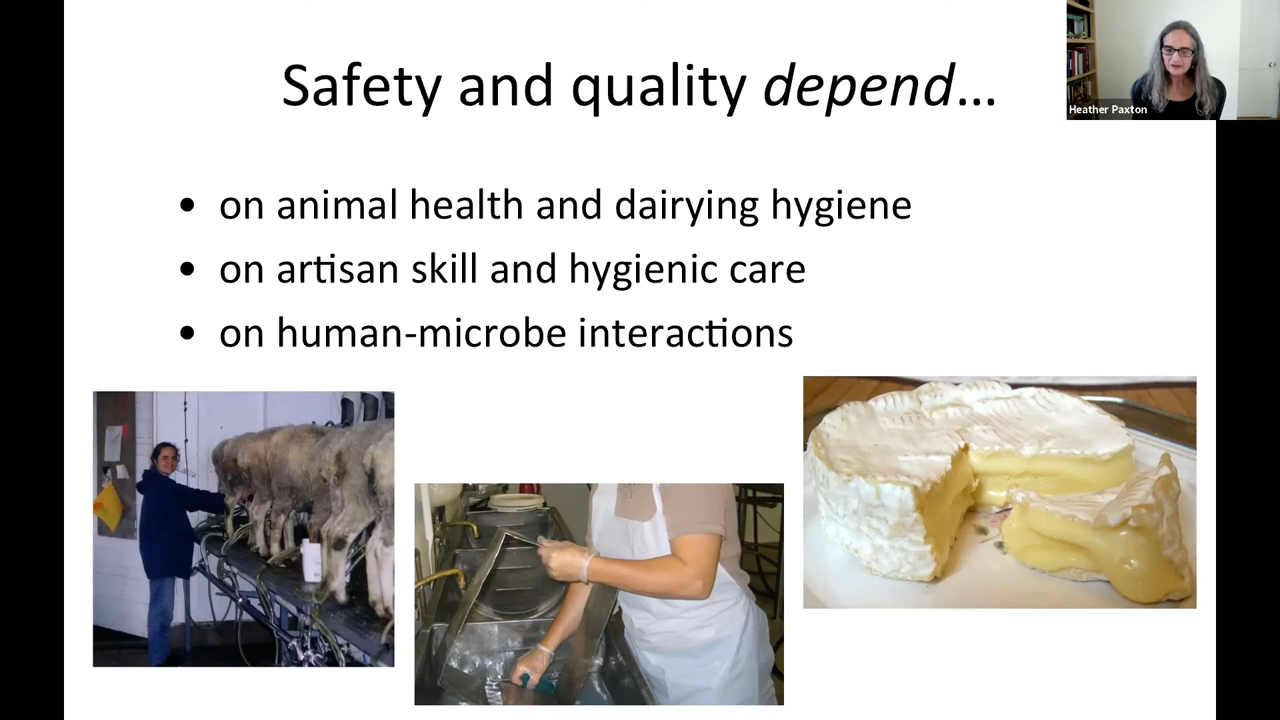 Safety and quality depend...
Heather Paxton
• on animal health and dairying hygiene
• on artisan skill and hygienic care
• on human-microbe interactions